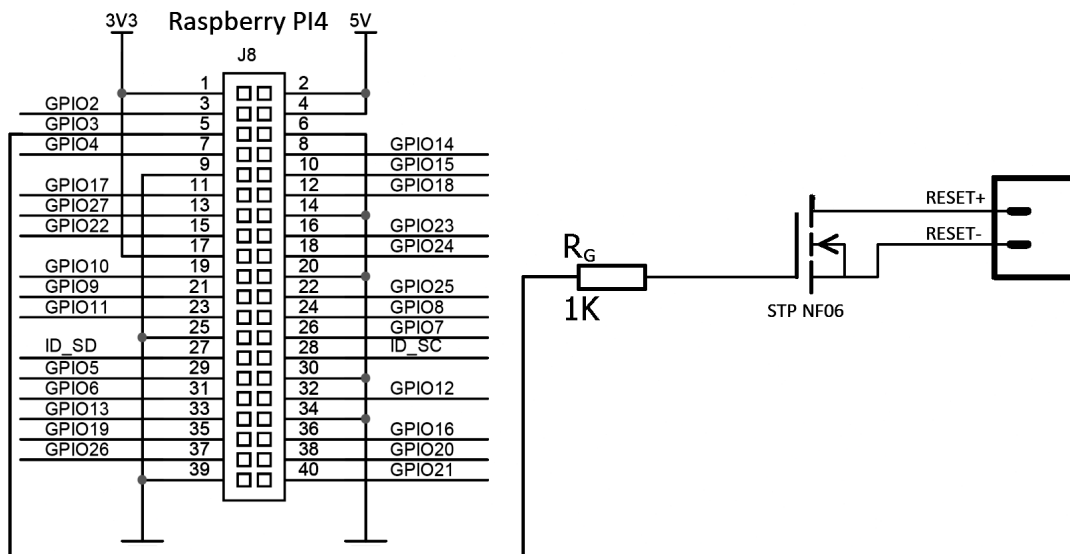 3V3 Raspberry PI4 5V
J8
1 2
GPIO2 3 4
GPIO3 5 6
GPIO4 7 8 GPIO14
9 10 GPIO15
GPIO17 11 12 GPIO18
GPIO27 13 14
GPIO22 15 16 GPIO23
17 18 GPIO24
GPIO10 19 20
GPIO9 21 22 GPIO25
GPIO11 23 24 GPIO8
25 26 GPIO7
ID_SD 27 28 ID_SC
GPIO5 29 30
GPIO6 31 32 GPIO12
GPIO13 33 34
GPIO19 35 36 GPIO16
GPIO26 37 38 GPIO20
39 40 GPIO21
RG
1K
STP NF06
RESET+
RESET-